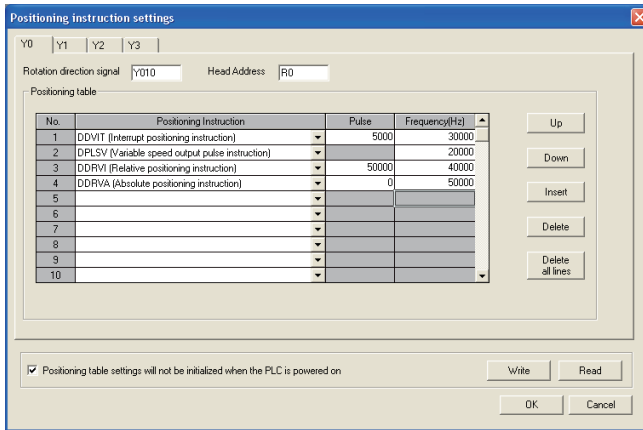 Positioning instruction settings
Y0 Y1 Y2 Y3
Rotation direction signal Y010 Head Address R0
Positioning table
No. Positioning Instruction Pulse Frequency(Hz)
1 DDVIT (Interrupt positioning instruction) 5000 30000
2 DPLSV (Variable speed output pulse instruction) 20000
3 DDRVI (Relative positioning instruction) 50000 40000
4 DDRVA (Absolute positioning instruction) 0 50000
5
6
7
8
9
10
Up
Down
Insert
Delete
Delete
all lines
Positioning table settings will not be initialized when the PLC is powered on
Write Read
OK Cancel